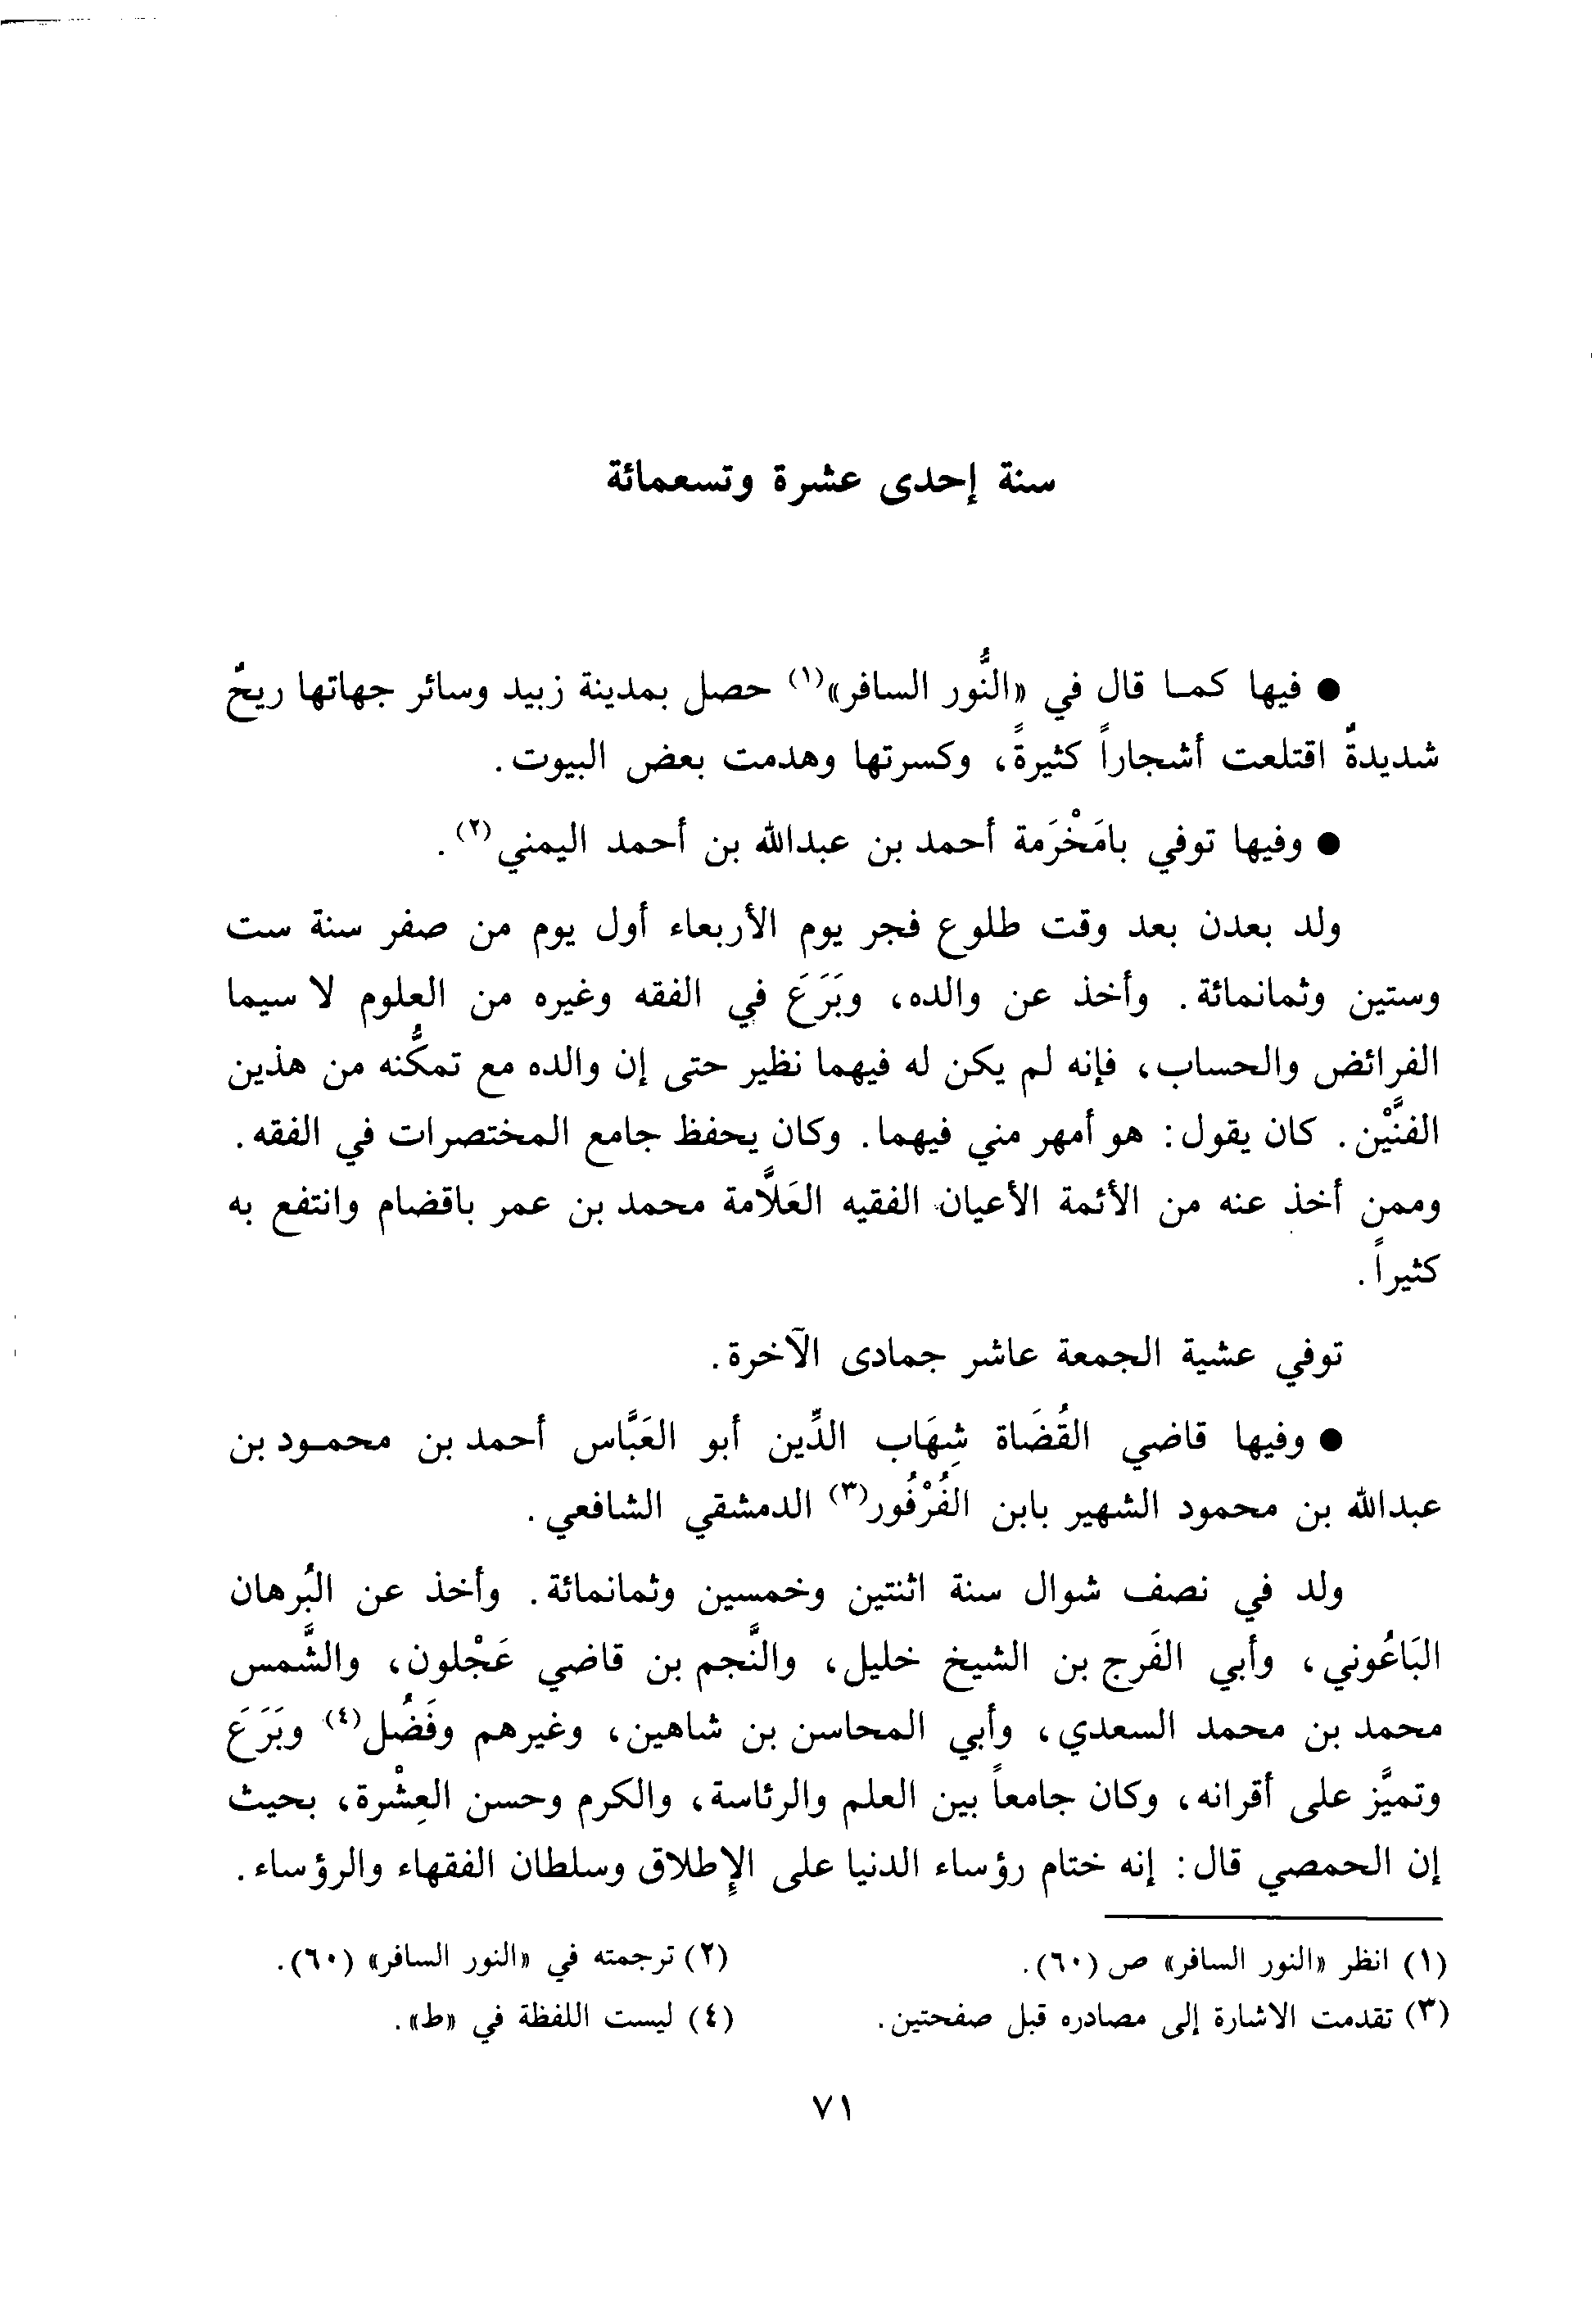 سنة إحدى عشرة وتسعمائة
● فيها كما قال في «النُّور السافر»(١) حصل بمدينة زبيد وسائر جهاتها ريحٌ
شديدةٌ اقتلعت أشجاراً كثيرةً، وكسرتها وهدمت بعض البيوت.
● وفيها توفي بامَخْرَمة أحمد بن عبدالله بن أحمد اليمني(٢).
ولد بعدن بعد وقت طلوع فجر يوم الأربعاء أول يوم من صفر سنة ست
وستين وثمانمائة. وأخذ عن والده، وبَرَعَ في الفقه وغيره من العلوم لا سيما
الفرائض والحساب، فإنه لم يكن له فيهما نظير حتى إن والده مع تمكُّنه من هذين
الفنَّيْن. كان يقول: هو أمهر مني فيهما. وكان يحفظ جامع المختصرات في الفقه.
وممن أخذ عنه من الأئمة الأعيان الفقيه العَلاَّمة محمد بن عمر باقضام وانتفع به
كثيراً.
توفي عشية الجمعة عاشر جمادى الآخرة.
● وفيها قاضي القُضَاة شِهَاب الدِّين أبو العَبَّاس أحمد بن محمـود بن
عبدالله بن محمود الشهير بابن الفُرْفُور(٣) الدمشقي الشافعي.
ولد في نصف شوال سنة اثنتين وخمسين وثمانمائة. وأخذ عن البُرهان
البَاعُوني، وأبي الفَرج بن الشيخ خليل، والنَّجم بن قاضي عَجْلون، والشَّمس
محمد بن محمد السعدي، وأبي المحاسن بن شاهين، وغيرهم وفَضُل(٤) وبَرَعَ
وتميَّز على أقرانه، وكان جامعاً بين العلم والرئاسة، والكرم وحسن العِشْرة، بحيث
إن الحمصي قال: إنه ختام رؤساء الدنيا على الإطلاق وسلطان الفقهاء والرؤساء.
(١) انظر «النور السافر» ص (٦٠).
(٢) ترجمته في «النور السافر» (٦٠).
(٣) تقدمت الاشارة إلى مصادره قبل صفحتين.
(٤) ليست اللفظة في «ط».
٧١